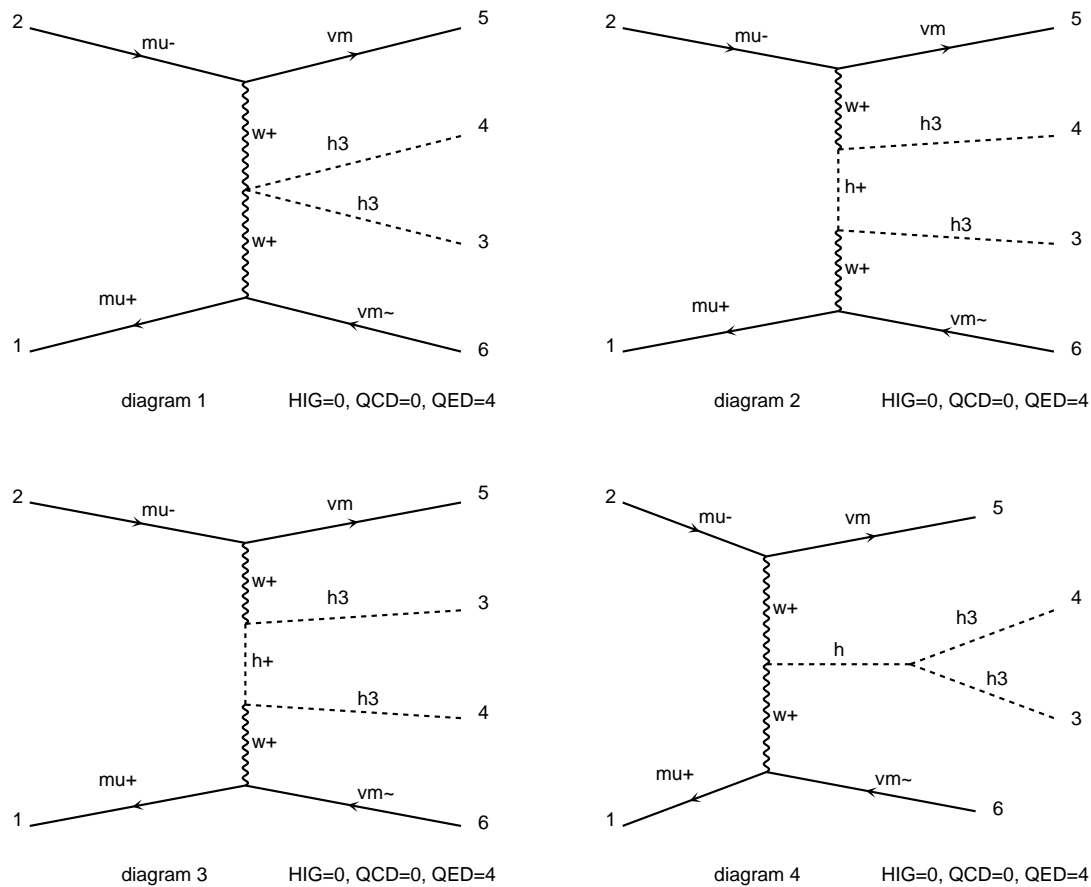 2 mu- vm 5
w+
h3 4
h3
w+ 3
mu+ vm~
1 6
diagram 1 HIG=0, QCD=0, QED=4
2 mu- vm 5
w+ h3 4
h+
h3 3
w+
mu+ vm~
1 6
diagram 2 HIG=0, QCD=0, QED=4
2 mu- vm 5
w+
h3 3
h+
h3 4
w+
mu+ vm~
1 6
diagram 3 HIG=0, QCD=0, QED=4
2 mu- vm 5
w+ h3 4
h
h3
w+ 3
mu+ vm~
1 6
diagram 4 HIG=0, QCD=0, QED=4